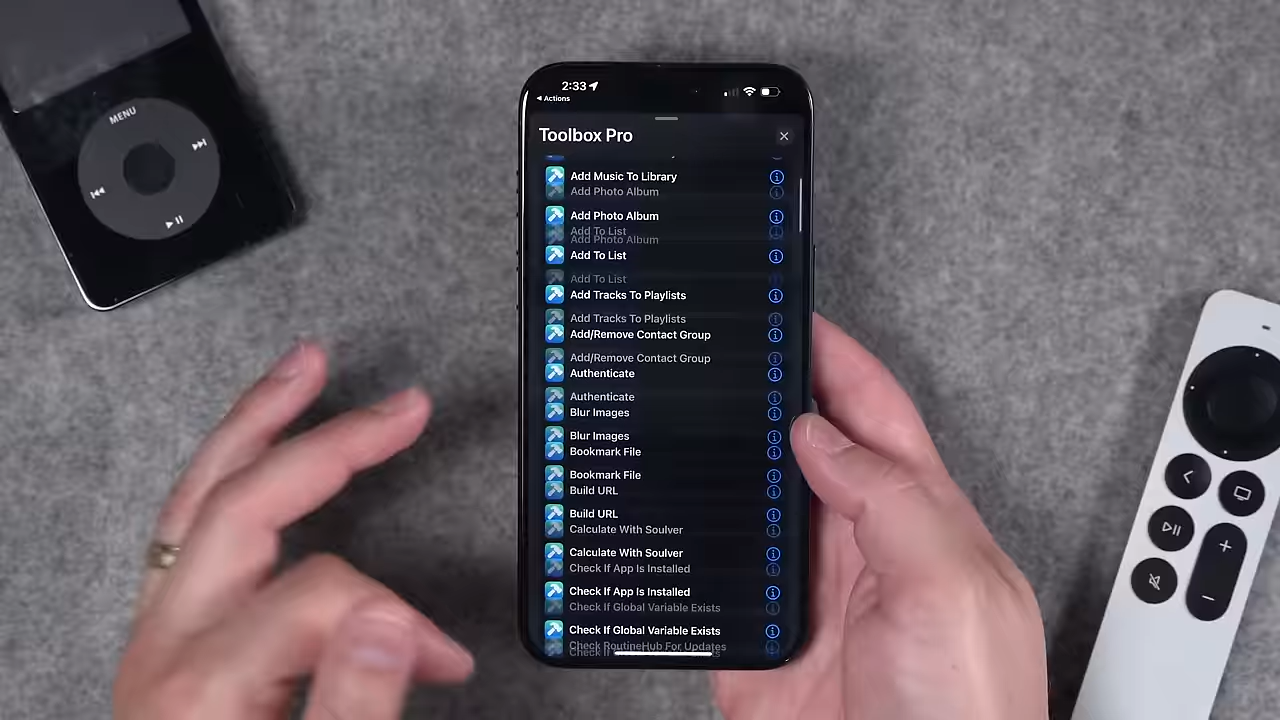 MENU
2:33
Actions
Toolbox Pro
Add Music To Library
Add Photo Album
Add Photo Album
Add To List
Add Photo Album
Add To List
Add To List
Add Tracks To Playlists
Add Tracks To Playlists
Add/Remove Contact Group
Add/Remove Contact Group
Authenticate
Authenticate
Blur Images
Blur Images
Bookmark File
Bookmark File
Build URL
Build URL
Calculate With Soulver
Calculate With Soulver
Check If App Is Installed
Check If App Is Installed
Check If Global Variable Exists
Check If Global Variable Exists
Check RoutineHub For Updates